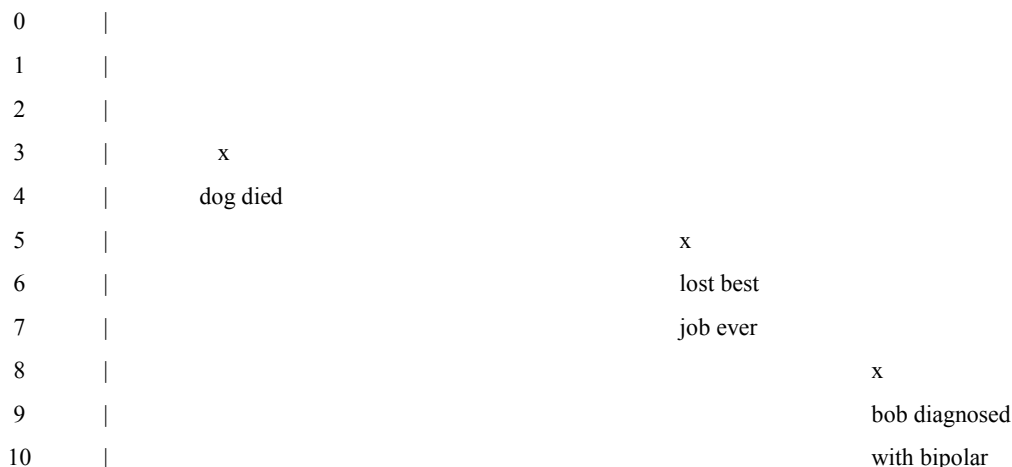 0 |
1 |
2 |
3 | x
4 | dog died
5 | x
6 | lost best
7 | job ever
8 | x
9 | bob diagnosed
10 | with bipolar